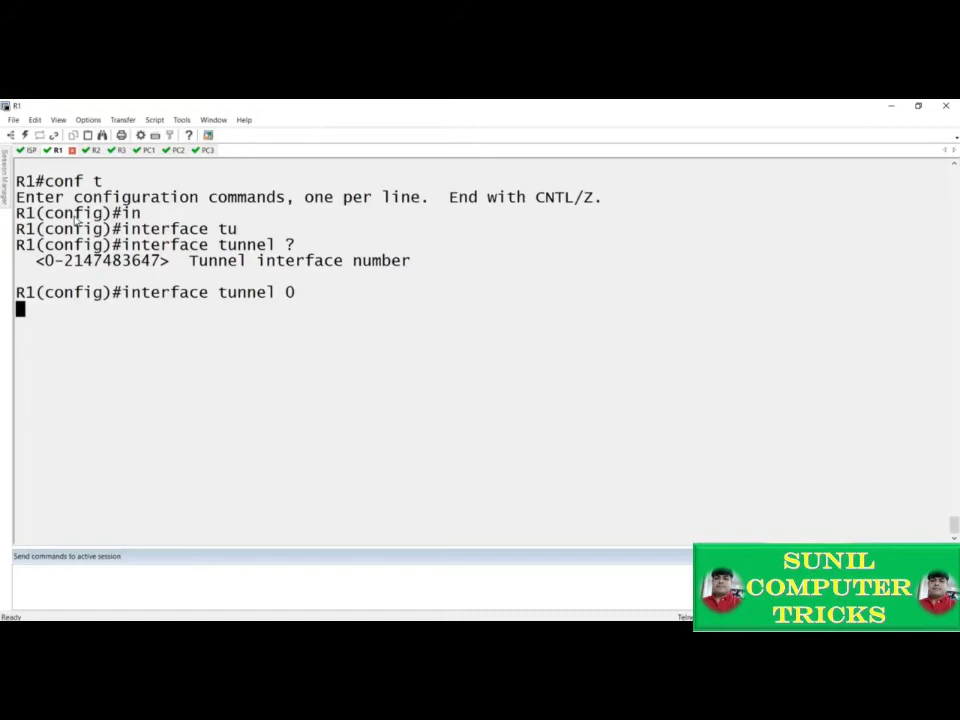 R1
File Edit View Options Transfer Script Tools Window Help
ISP R1 R2 R3 PC1 PC2 PC3
Session Manager
R1#conf t
Enter configuration commands, one per line.  End with CNTL/Z.
R1(config)#in
R1(config)#interface tu
R1(config)#interface tunnel ?
<0-2147483647>  Tunnel interface number
R1(config)#interface tunnel 0
Send commands to active session
SUNIL
COMPUTER
TRICKS
Ready